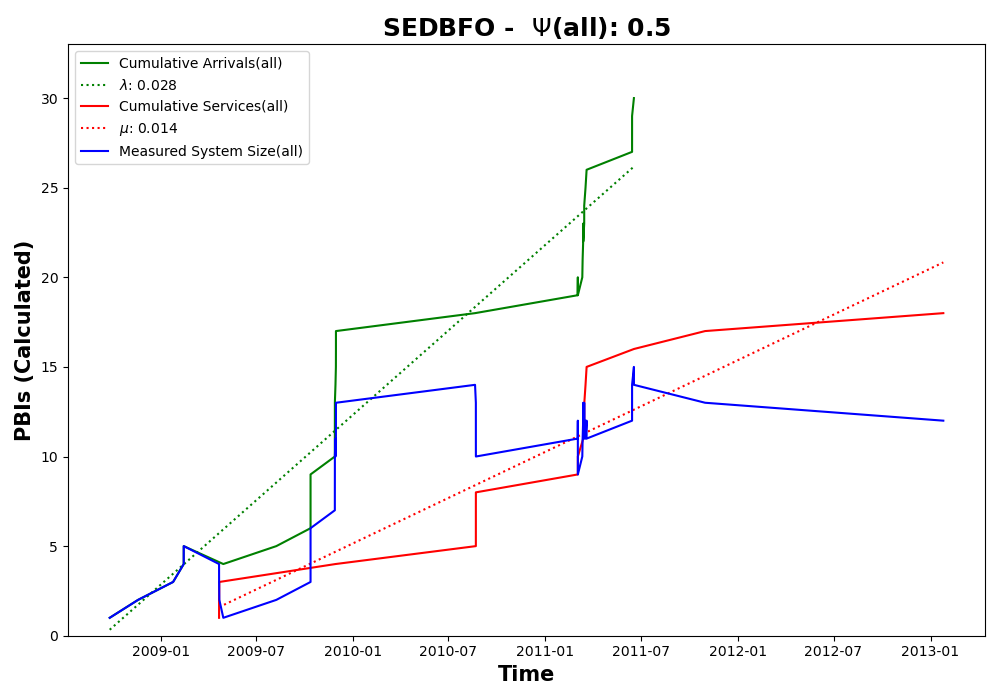 SEDBFO -  Ψ(all): 0.5
Cumulative Arrivals(all)
λ: 0.028
Cumulative Services(all)
μ: 0.014
Measured System Size(all)
PBIs (Calculated)
30
25
20
15
10
5
0
2009-01 2009-07 2010-01 2010-07 2011-01 2011-07 2012-01 2012-07 2013-01
Time